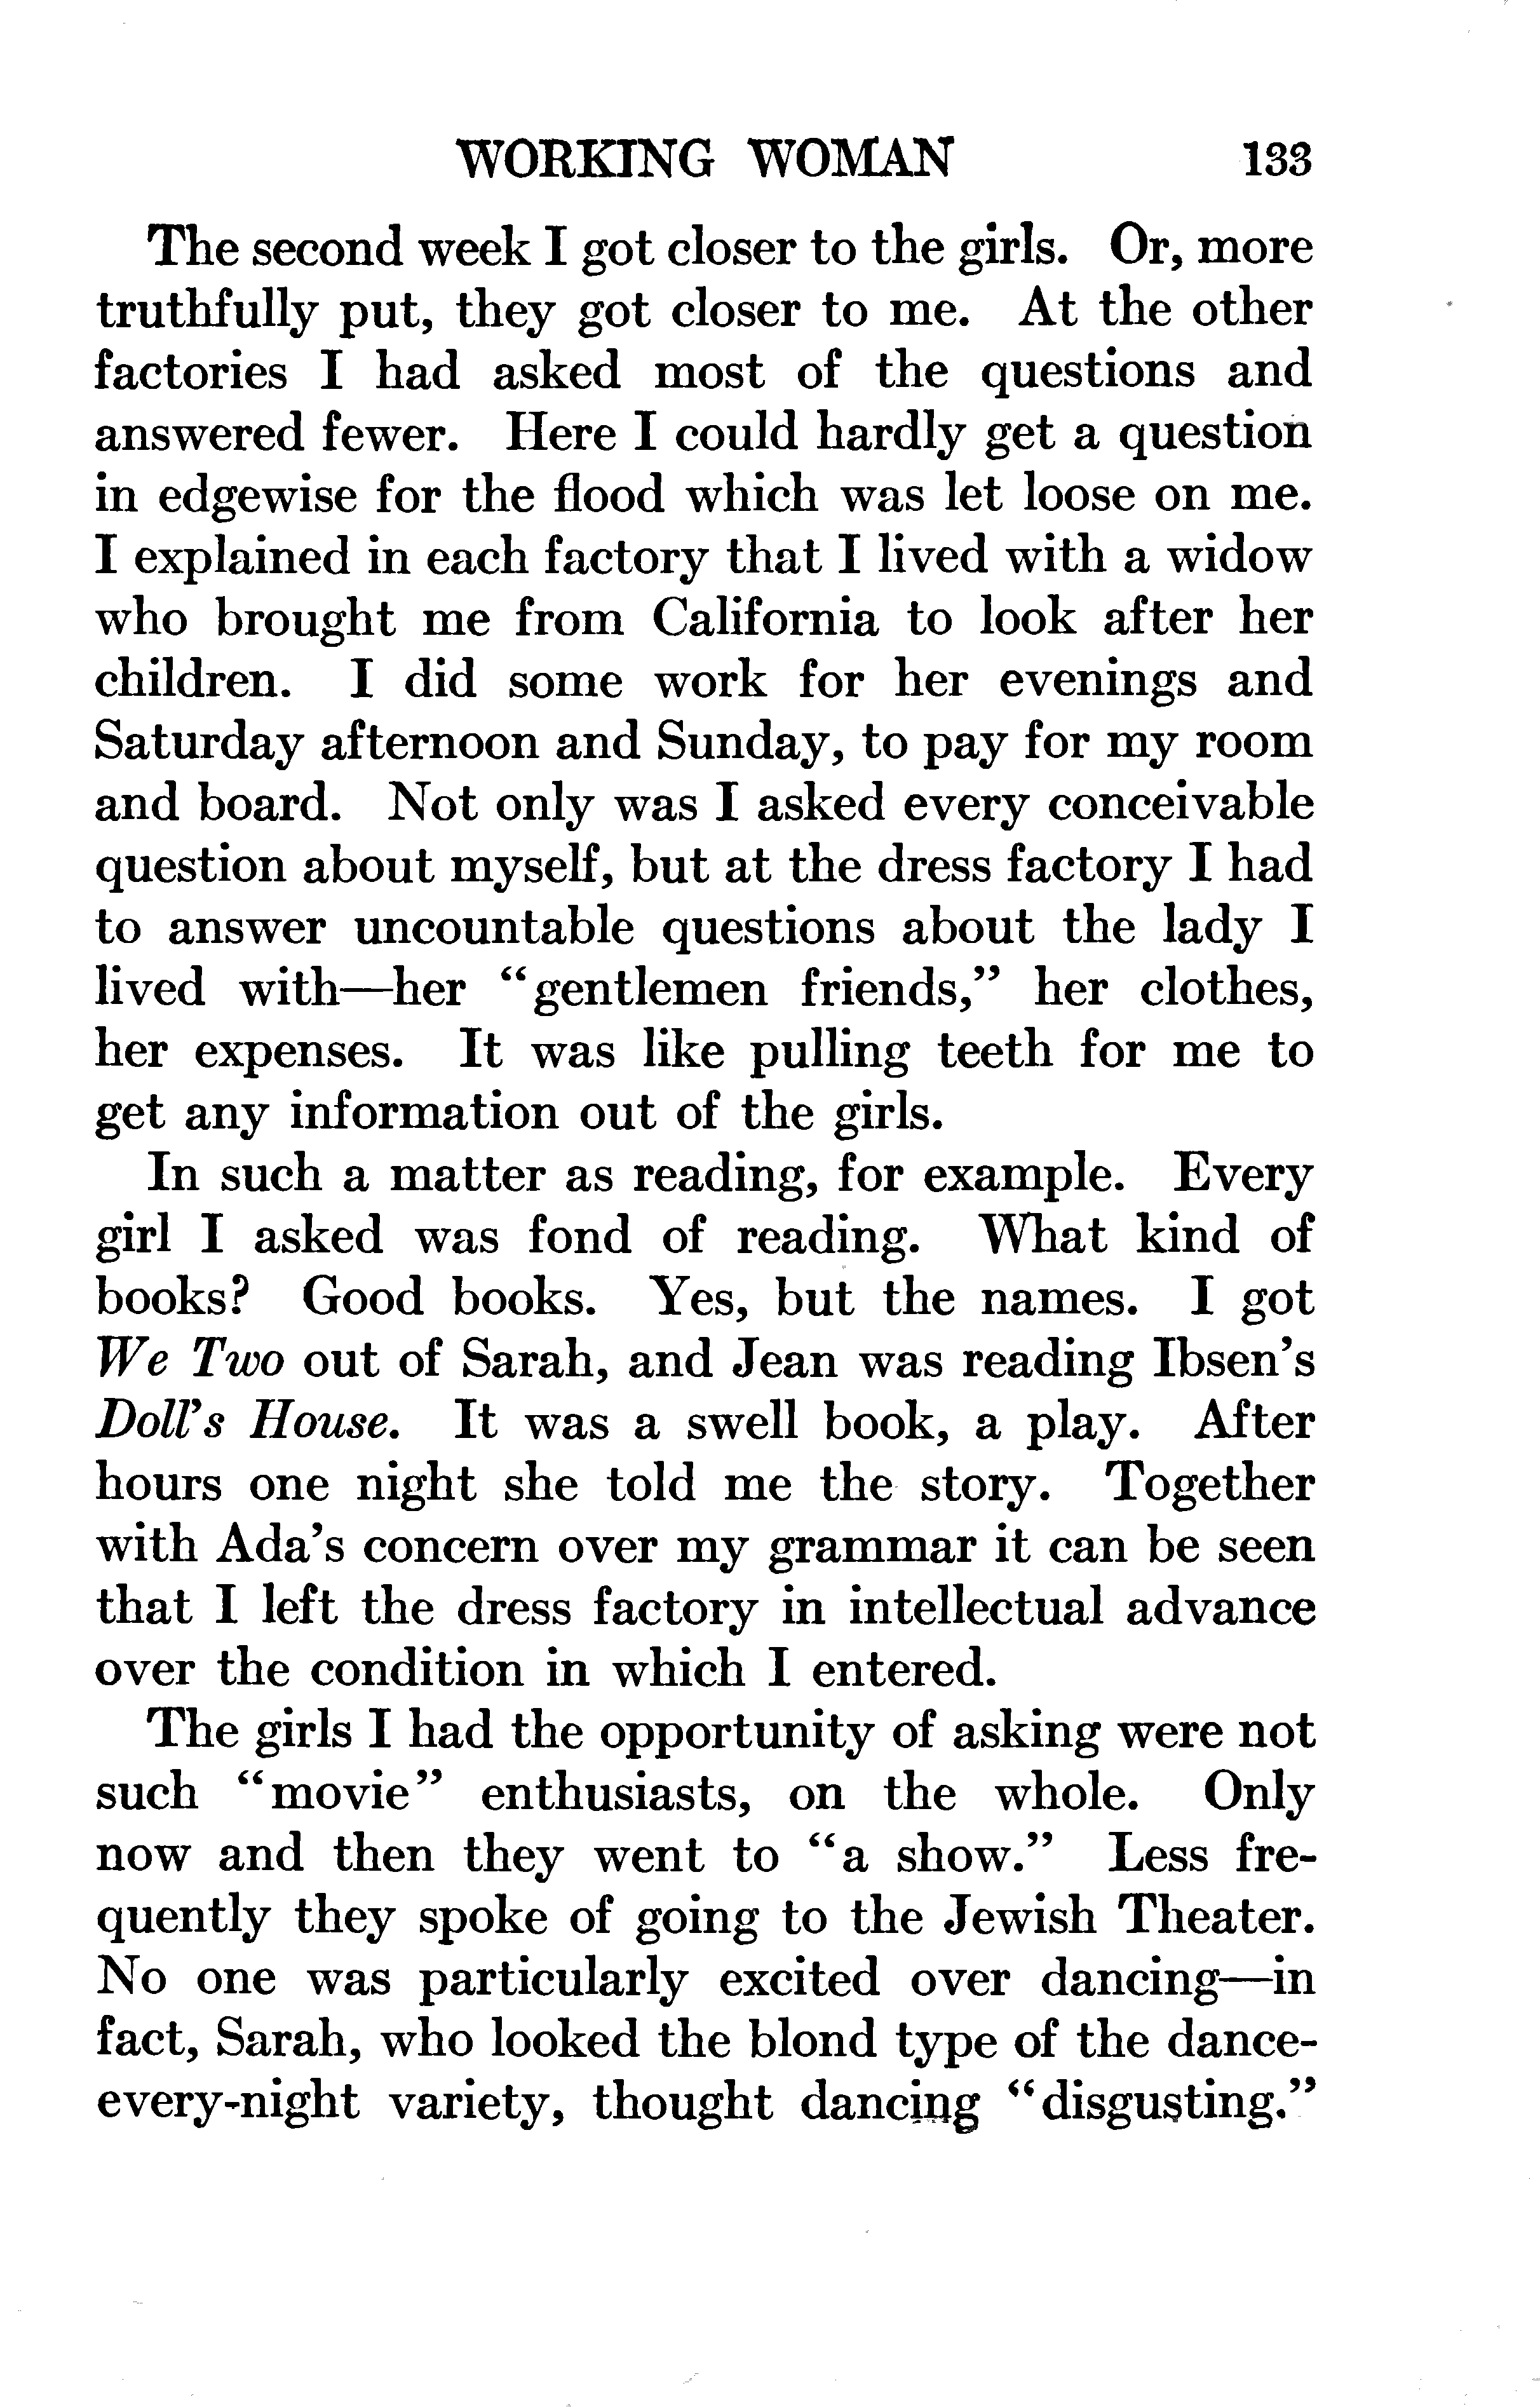 WORKING WOMAN 133
The second week I got closer to the girls. Or, more
truthfully put, they got closer to me. At the other
factories I had asked most of the questions and
answered fewer. Here I could hardly get a question
in edgewise for the flood which was let loose on me.
I explained in each factory that I lived with a widow
who brought me from California to look after her
children. I did some work for her evenings and
Saturday afternoon and Sunday, to pay for my room
and board. Not only was I asked every conceivable
question about myself, but at the dress factory I had
to answer uncountable questions about the lady I
lived with—her “gentlemen friends,” her clothes,
her expenses. It was like pulling teeth for me to
get any information out of the girls.
In such a matter as reading, for example. Every
girl I asked was fond of reading. What kind of
books? Good books. Yes, but the names. I got
We Two out of Sarah, and Jean was reading Ibsen’s
Doll’s House. It was a swell book, a play. After
hours one night she told me the story. Together
with Ada’s concern over my grammar it can be seen
that I left the dress factory in intellectual advance
over the condition in which I entered.
The girls I had the opportunity of asking were not
such “movie” enthusiasts, on the whole. Only
now and then they went to “a show.” Less fre-
quently they spoke of going to the Jewish Theater.
No one was particularly excited over dancing—in
fact, Sarah, who looked the blond type of the dance-
every-night variety, thought dancing “disgusting.”